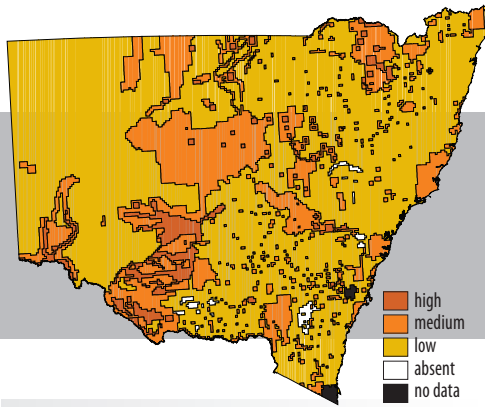 high
medium
low
absent
no data